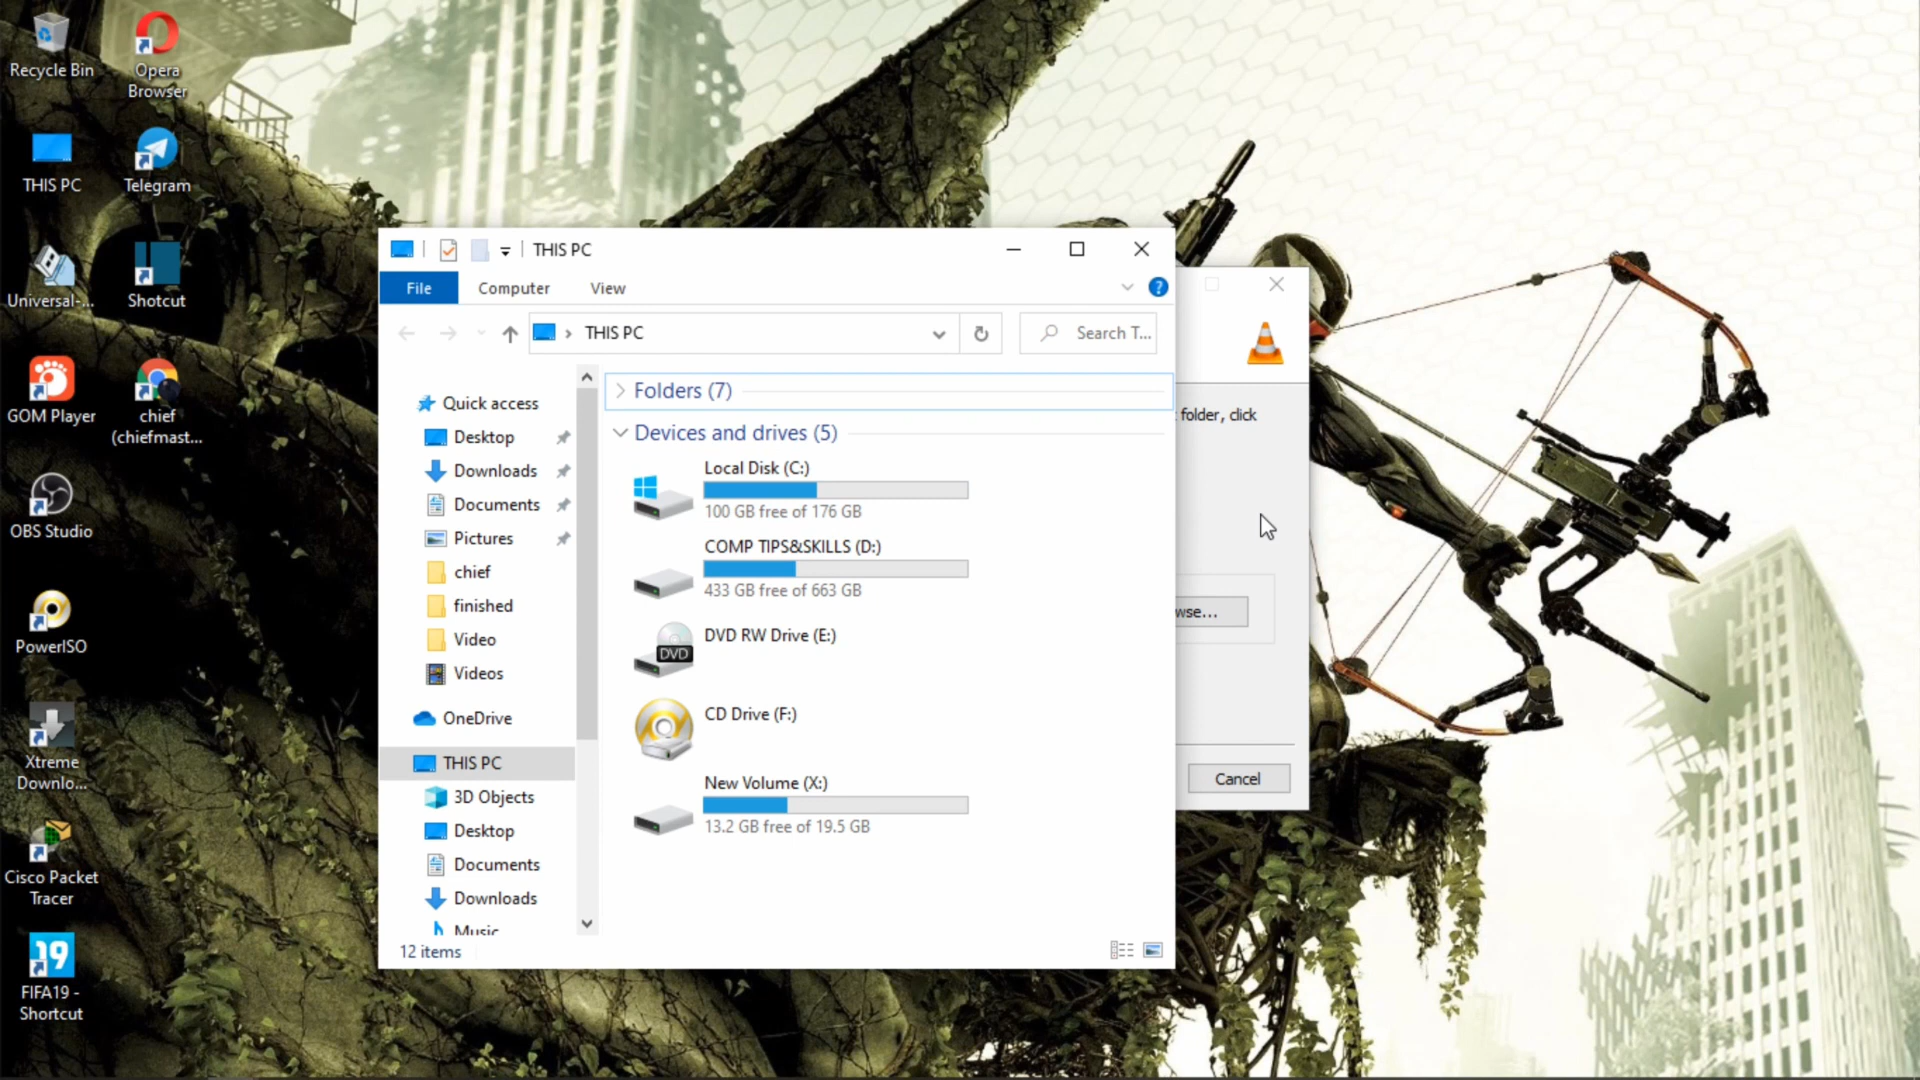 Recycle Bin
Opera
Browser
THIS PC
Telegram
Universal-...
Shotcut
GOM Player
chief
(chiefmast...
OBS Studio
PowerISO
Xtreme
Downlo...
Cisco Packet
Tracer
19
FIFA19 -
Shortcut
THIS PC
File
Computer
View
?
THIS PC
Search T...
Quick access
Desktop
Downloads
Documents
Pictures
chief
finished
Video
Videos
OneDrive
THIS PC
3D Objects
Desktop
Documents
Downloads
Music
Folders (7)
Devices and drives (5)
Local Disk (C:)
100 GB free of 176 GB
COMP TIPS&SKILLS (D:)
433 GB free of 663 GB
DVD RW Drive (E:)
DVD
CD Drive (F:)
New Volume (X:)
13.2 GB free of 19.5 GB
12 items
folder, click
wse...
Cancel